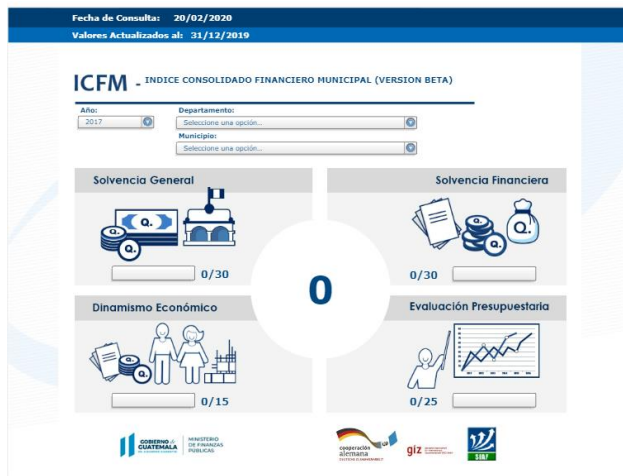 Fecha de Consulta: 20/02/2020
Valores Actualizados al: 31/12/2019
ICFM - INDICE CONSOLIDADO FINANCIERO MUNICIPAL (VERSION BETA)
Año:
2017
Departamento:
Seleccione una opción...
Municipio:
Seleccione una opción...
Solvencia General
Q.
Q.
0/30
Solvencia Financiera
Q.
Q.
0/30
0
Dinamismo Económico
Q.
0/15
Evaluación Presupuestaria
0/25
GOBIERNO de
GUATEMALA
MINISTERIO
DE FINANZAS
PÚBLICAS
cooperación
alemana
giz
SIAF